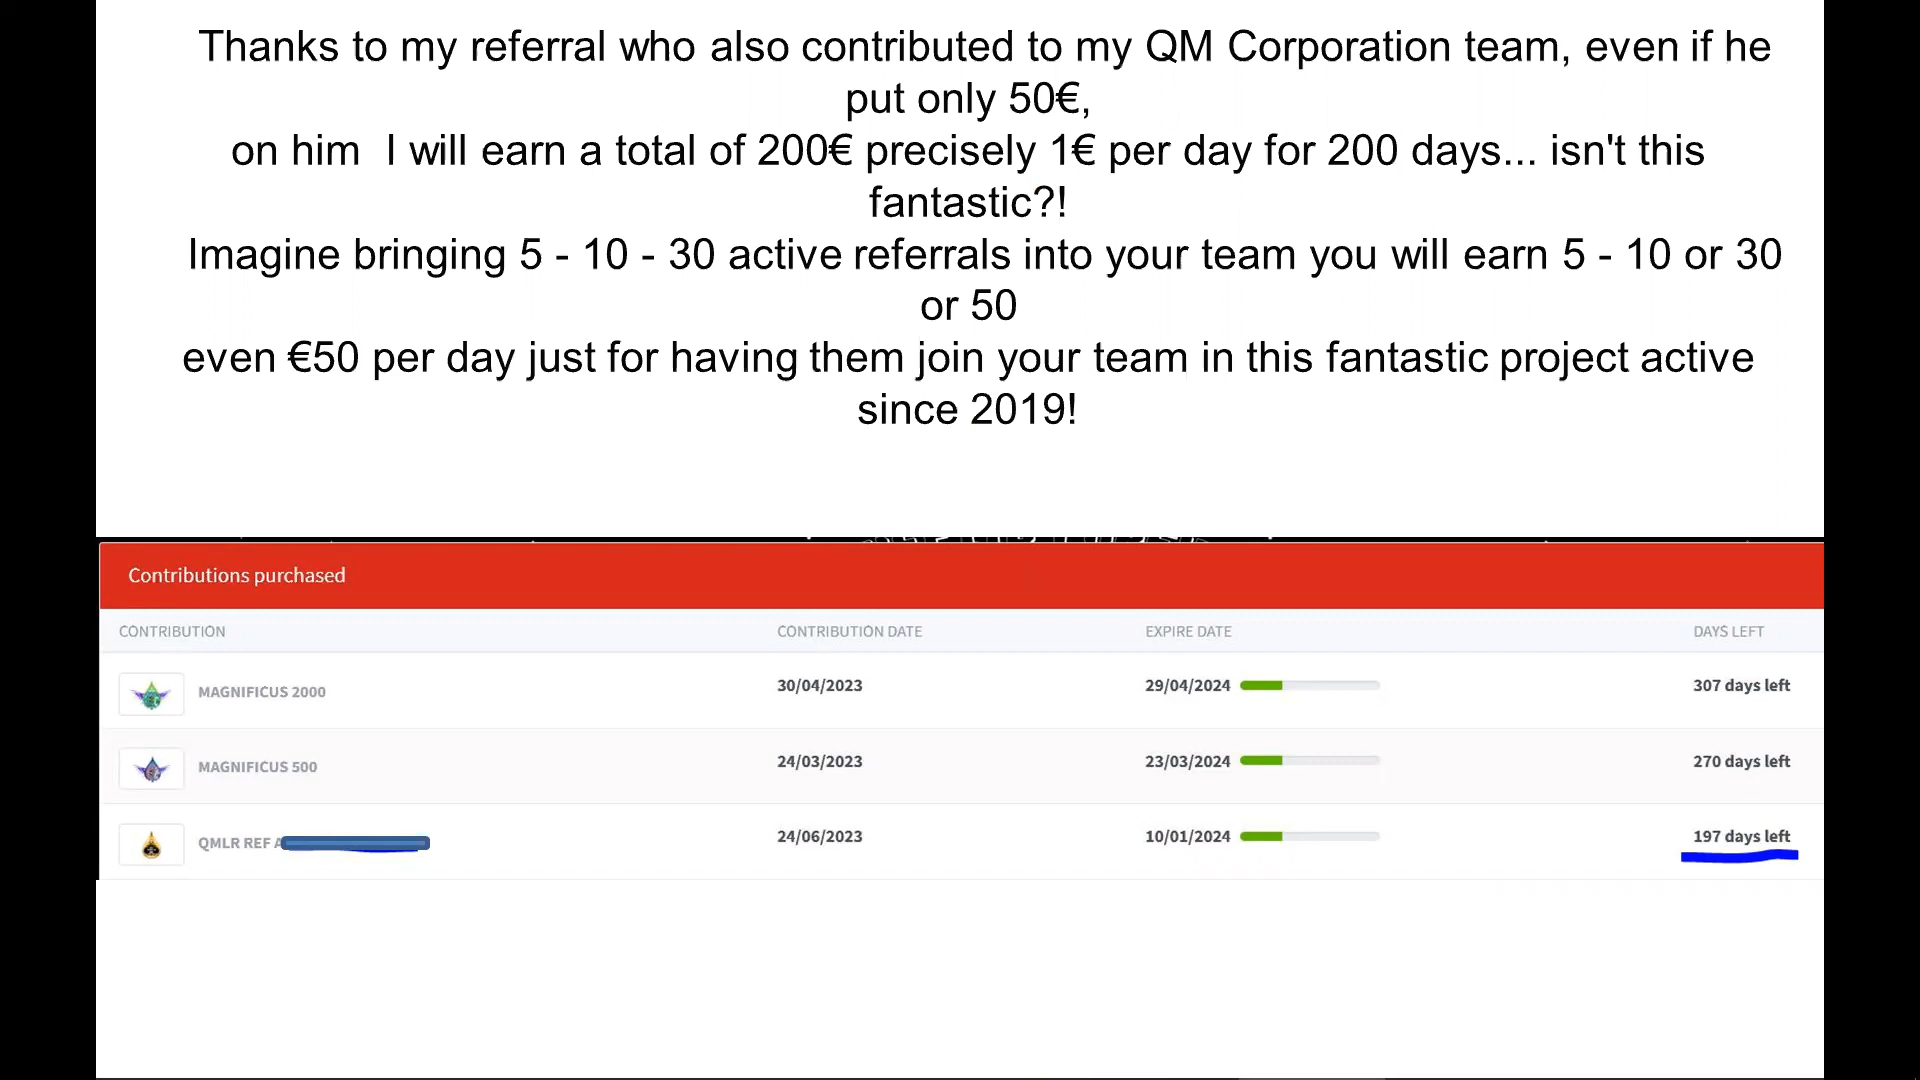 Thanks to my referral who also contributed to my QM Corporation team, even if he
put only 50€,
on him I will earn a total of 200€ precisely 1€ per day for 200 days... isn't this
fantastic?!
Imagine bringing 5 - 10 - 30 active referrals into your team you will earn 5 - 10 or 30
or 50
even €50 per day just for having them join your team in this fantastic project active
since 2019!
Contributions purchased
CONTRIBUTION CONTRIBUTION DATE EXPIRE DATE DAYS LEFT
MAGNIFICUS 2000 30/04/2023 29/04/2024 307 days left
MAGNIFICUS 500 24/03/2023 23/03/2024 270 days left
QMLR REF 24/06/2023 10/01/2024 197 days left